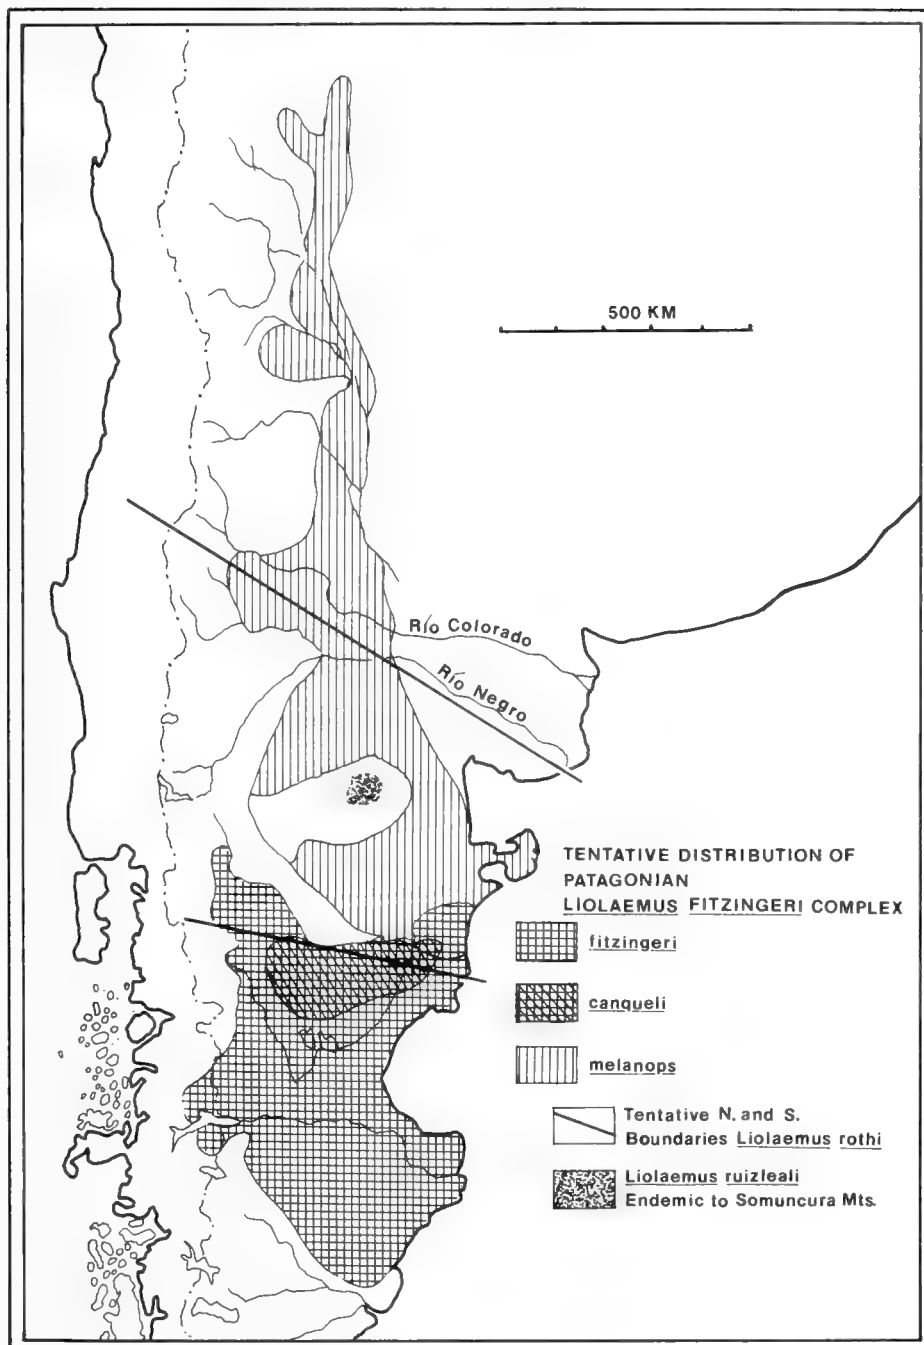 500 KM
Río Colorado
Río Negro
TENTATIVE DISTRIBUTION OF
PATAGONIAN
LIOLAEMUS FITZINGERI COMPLEX
fitzingeri
canqueli
melanops
Tentative N. and S.
Boundaries Liolaemus rothi
Liolaemus ruizleali
Endemic to Somuncura Mts.